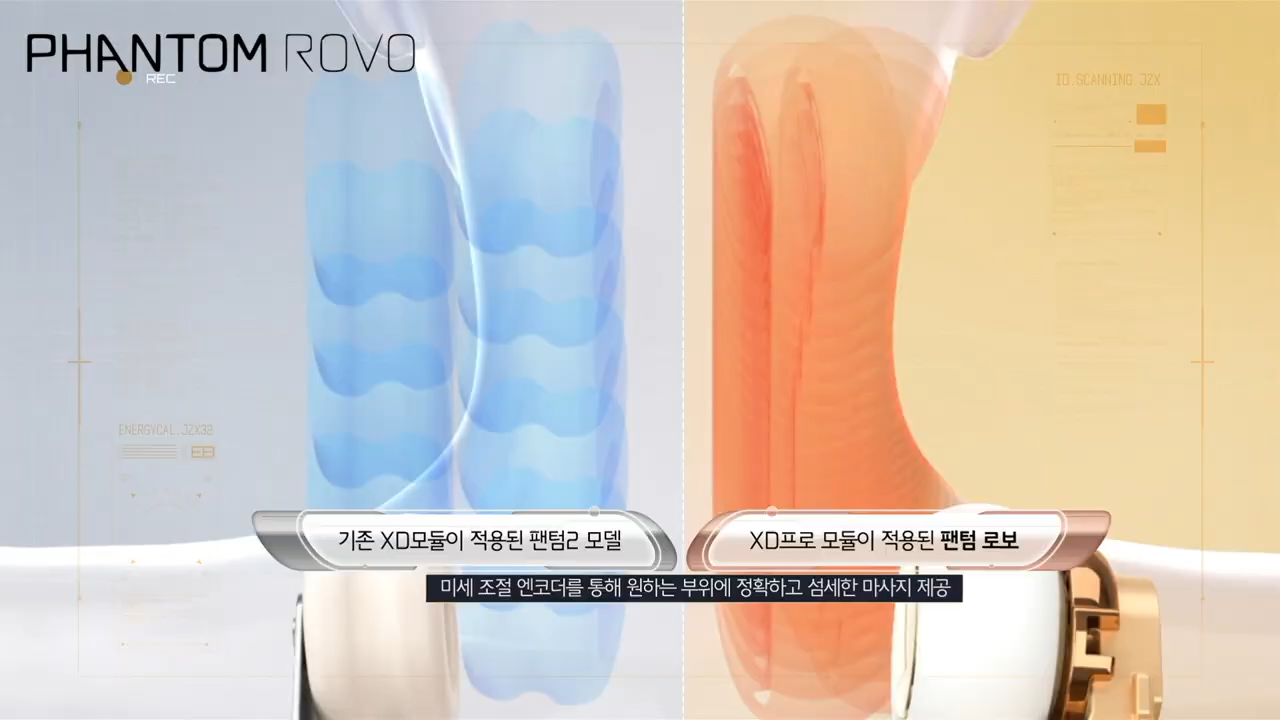 PHANTOM ROVO
REC
ID.SCANNING.JZX
ENERGYCAL.JZX32
기존 XD모듈이 적용된 팬텀2 모델
XD프로 모듈이 적용된 팬텀 로보
미세 조절 엔코더를 통해 원하는 부위에 정확하고 섬세한 마사지 제공